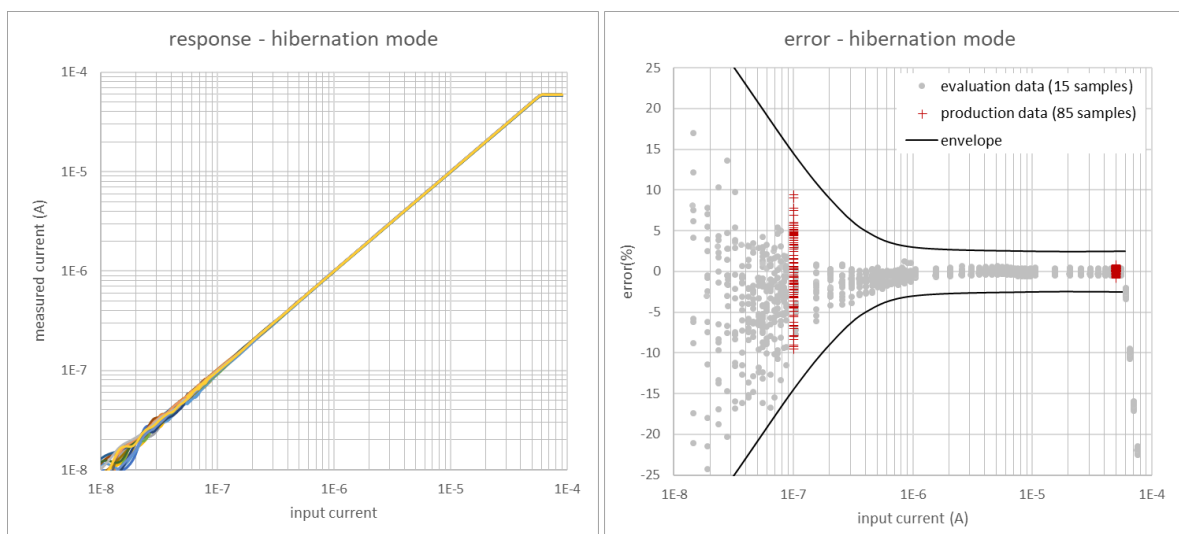 response - hibernation mode
1E-4
1E-5
1E-6
1E-7
1E-8
measured current (A)
1E-8
1E-7
1E-6
1E-5
1E-4
input current
error - hibernation mode
25
20
15
10
5
0
-5
-10
-15
-20
-25
error(%)
evaluation data (15 samples)
production data (85 samples)
envelope
1E-8
1E-7
1E-6
1E-5
1E-4
input current (A)